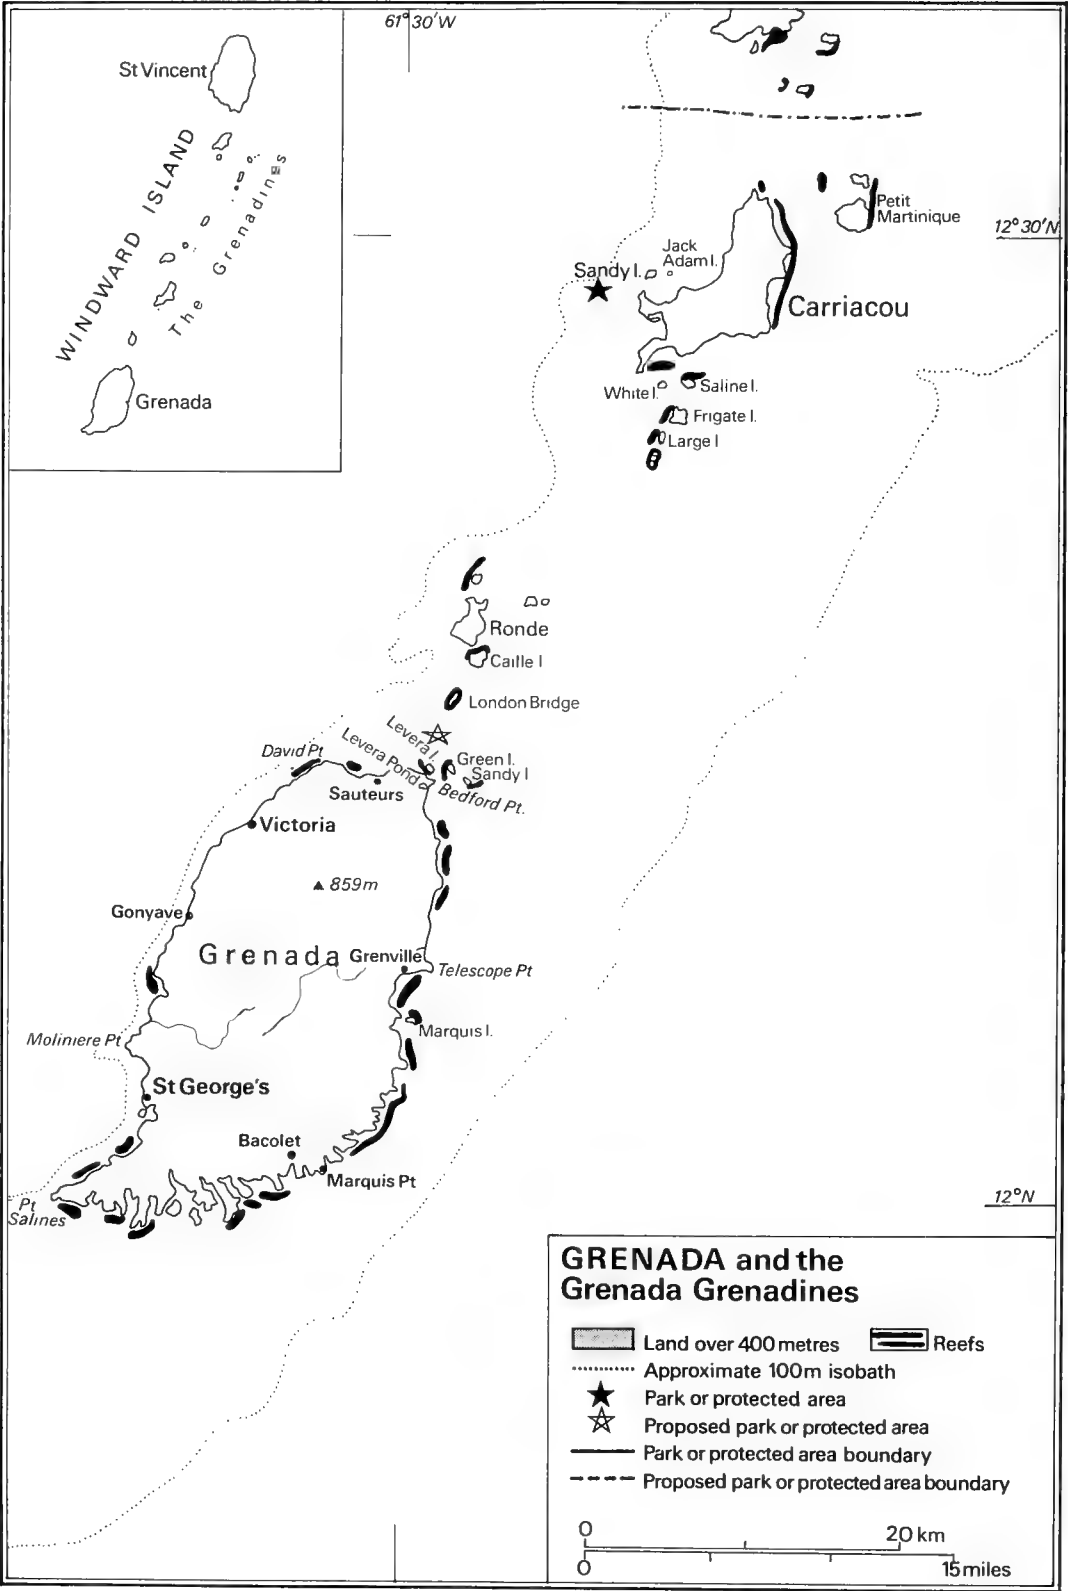 61°30'W
St Vincent
WINDWARD ISLAND
The Grenadines
Grenada
Petit
Martinique
12°30'N
Jack
Adam I.
Sandy I.
Carriacou
White I.
Saline I.
Frigate I.
Large I
Ronde
Caille I
London Bridge
Levera I.
Levera Pond
Green I.
Sandy I
Bedford Pt.
David Pt
Sauteurs
Victoria
859m
Gonyave
Grenada
Grenville
Telescope Pt
Marquis I.
Moliniere Pt
St George's
Bacolet
Marquis Pt
Pt
Salines
12°N
GRENADA and the
Grenada Grenadines
Land over 400 metres
Reefs
Approximate 100m isobath
Park or protected area
Proposed park or protected area
Park or protected area boundary
Proposed park or protected area boundary
0 20 km
0 15 miles